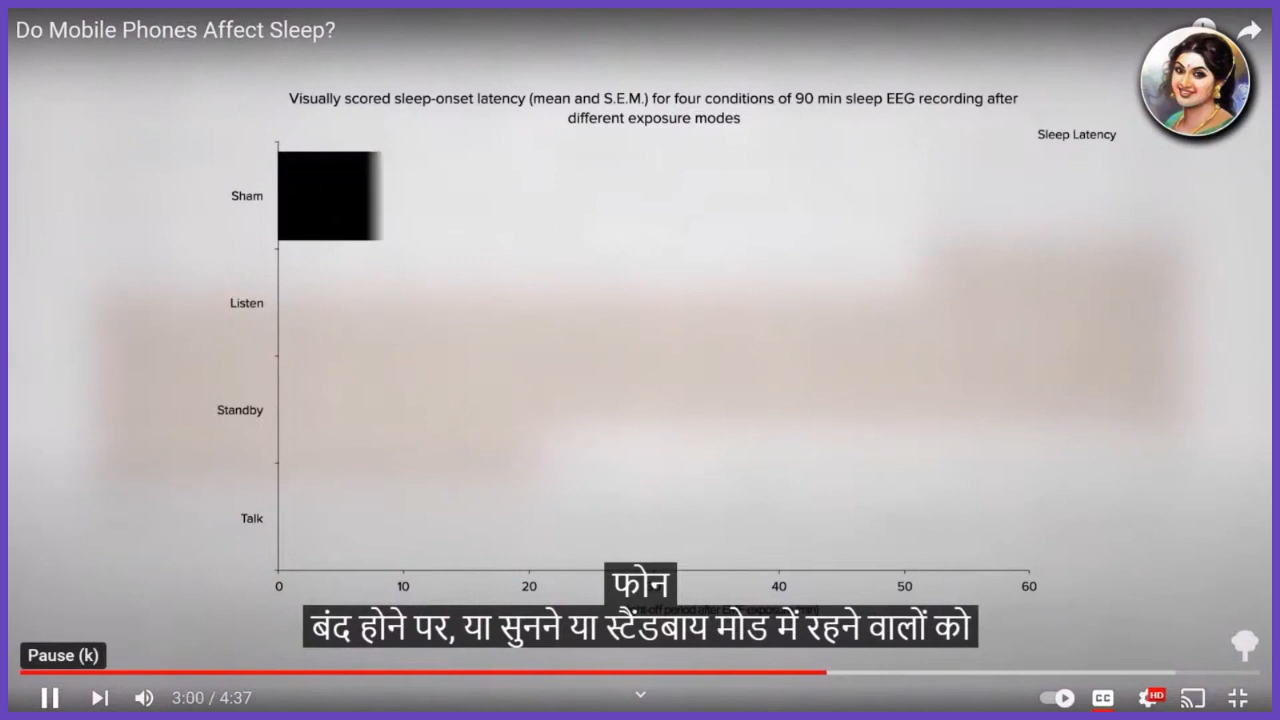 Do Mobile Phones Affect Sleep?
Visually scored sleep-onset latency (mean and S.E.M.) for four conditions of 90 min sleep EEG recording after
different exposure modes
Sleep Latency
Sham
Listen
Standby
Talk
0 10 20 40 50 60
फोन
बंद होने पर, या सुनने या स्टैंडबाय मोड में रहने वालों को
Pause (k)
3:00 / 4:37
CC
HD